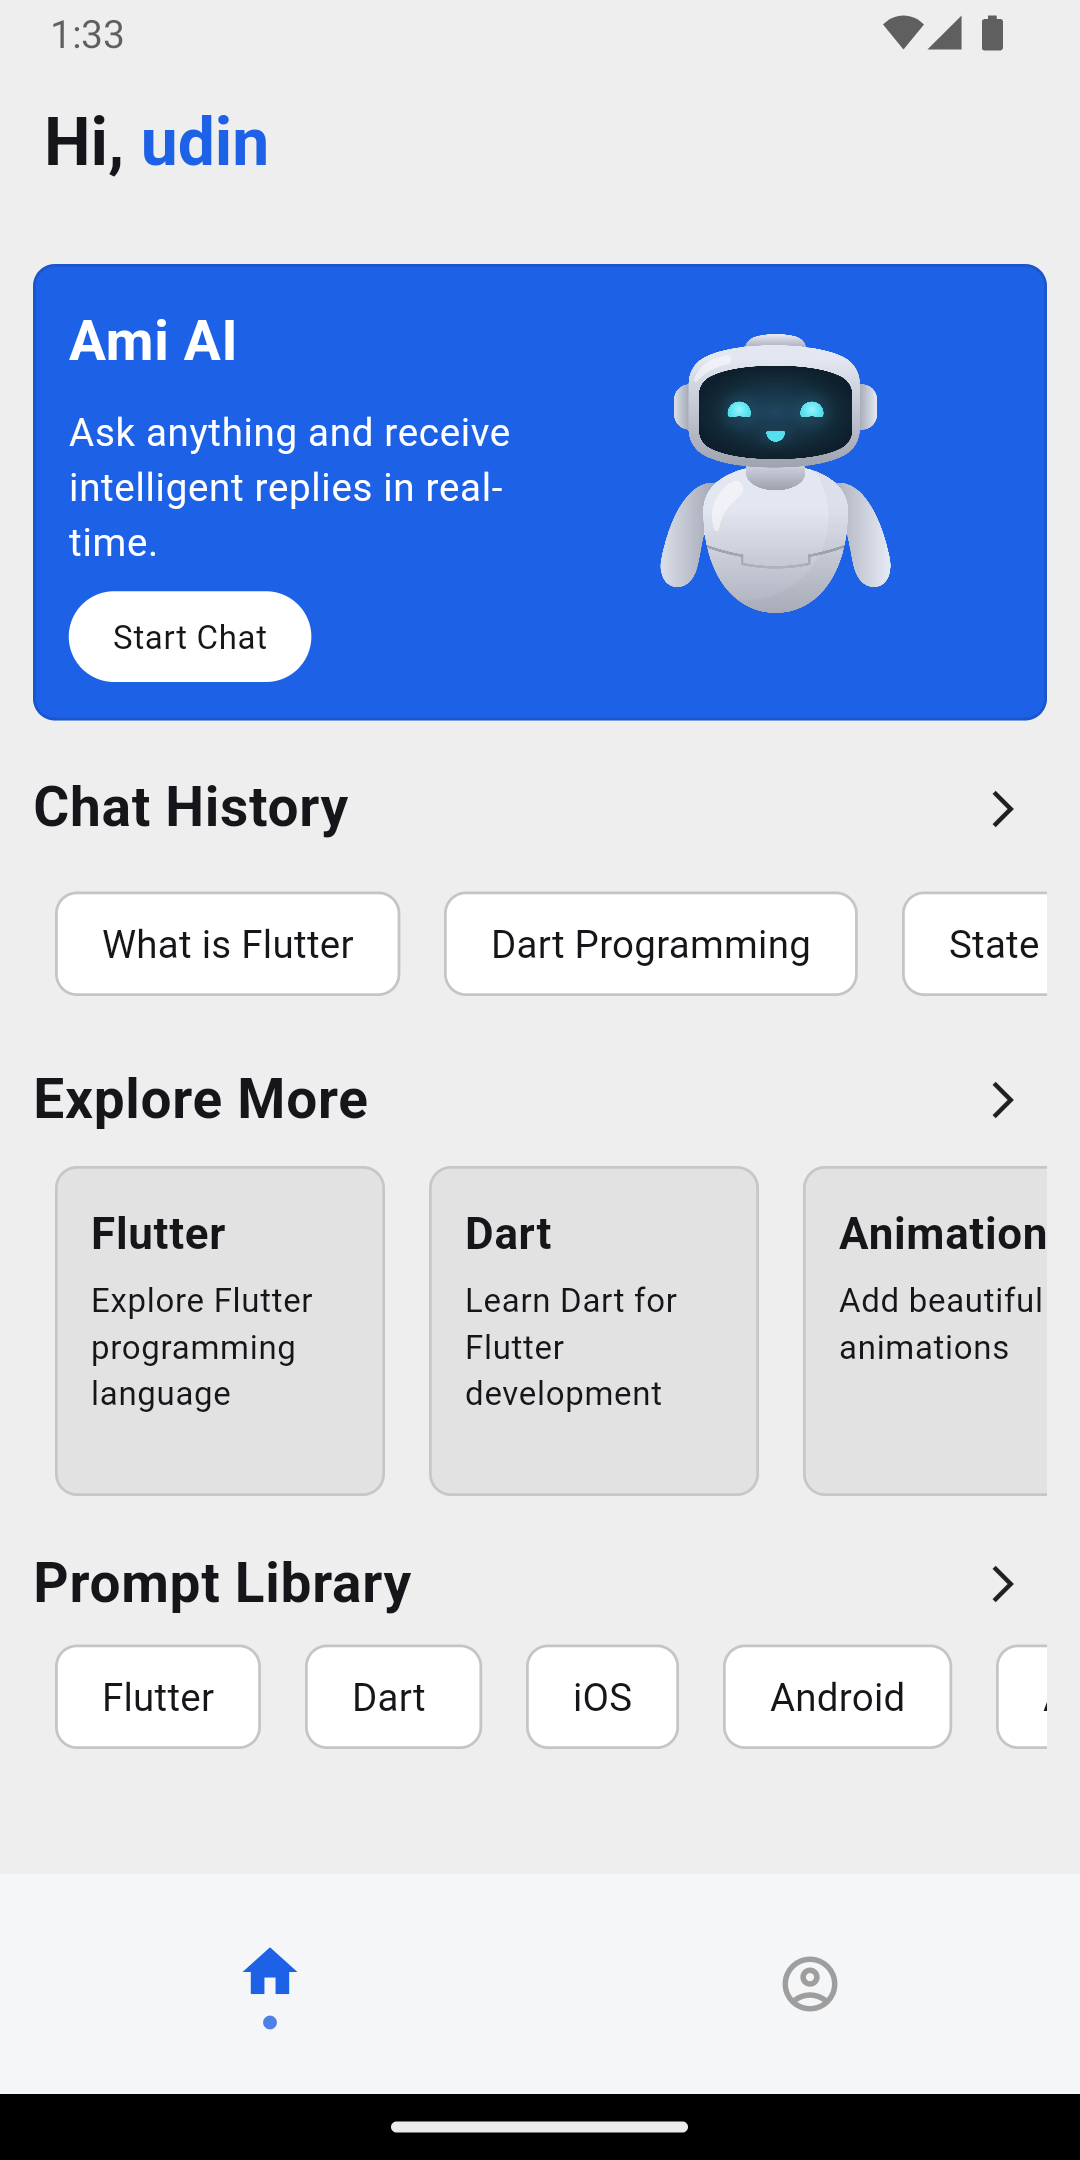 1:33
Hi, udin
Ami AI
Ask anything and receive
intelligent replies in real-
time.
Start Chat
Chat History
What is Flutter
Dart Programming
State
Explore More
Flutter
Explore Flutter
programming
language
Dart
Learn Dart for
Flutter
development
Animation
Add beautiful
animations
Prompt Library
Flutter
Dart
iOS
Android